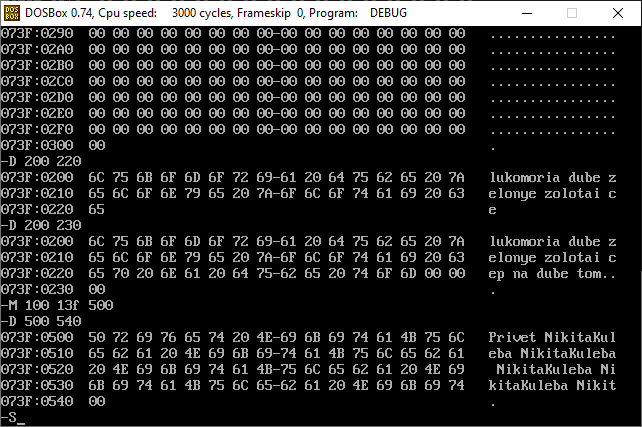 DOSBox 0.74, Cpu speed: 3000 cycles, Frameskip 0, Program: DEBUG
DOS BOX
073F:0290 00 00 00 00 00 00 00 00-00 00 00 00 00 00 00 00 ................
073F:02A0 00 00 00 00 00 00 00 00-00 00 00 00 00 00 00 00 ................
073F:02B0 00 00 00 00 00 00 00 00-00 00 00 00 00 00 00 00 ................
073F:02C0 00 00 00 00 00 00 00 00-00 00 00 00 00 00 00 00 ................
073F:02D0 00 00 00 00 00 00 00 00-00 00 00 00 00 00 00 00 ................
073F:02E0 00 00 00 00 00 00 00 00-00 00 00 00 00 00 00 00 ................
073F:02F0 00 00 00 00 00 00 00 00-00 00 00 00 00 00 00 00 ................
073F:0300 00 .
-D 200 220
073F:0200 6C 75 6B 6F 6D 6F 72 69-61 20 64 75 62 65 20 7A lukomoria dube z
073F:0210 65 6C 6F 6E 79 65 20 7A-6F 6C 6F 74 61 69 20 63 elonye zolotai c
073F:0220 65 e
-D 200 230
073F:0200 6C 75 6B 6F 6D 6F 72 69-61 20 64 75 62 65 20 7A lukomoria dube z
073F:0210 65 6C 6F 6E 79 65 20 7A-6F 6C 6F 74 61 69 20 63 elonye zolotai c
073F:0220 65 70 20 6E 61 20 64 75-62 65 20 74 6F 6D 00 00 ep na dube tom..
073F:0230 00 .
-M 100 13f 500
-D 500 540
073F:0500 50 72 69 76 65 74 20 4E-69 6B 69 74 61 4B 75 6C Privet NikitaKul
073F:0510 65 62 61 20 4E 69 6B 69-74 61 4B 75 6C 65 62 61 eba NikitaKuleba
073F:0520 20 4E 69 6B 69 74 61 4B-75 6C 65 62 61 20 4E 69 NikitaKuleba Ni
073F:0530 6B 69 74 61 4B 75 6C 65-62 61 20 4E 69 6B 69 74 kitaKuleba Nikit
073F:0540 00 .
-S_